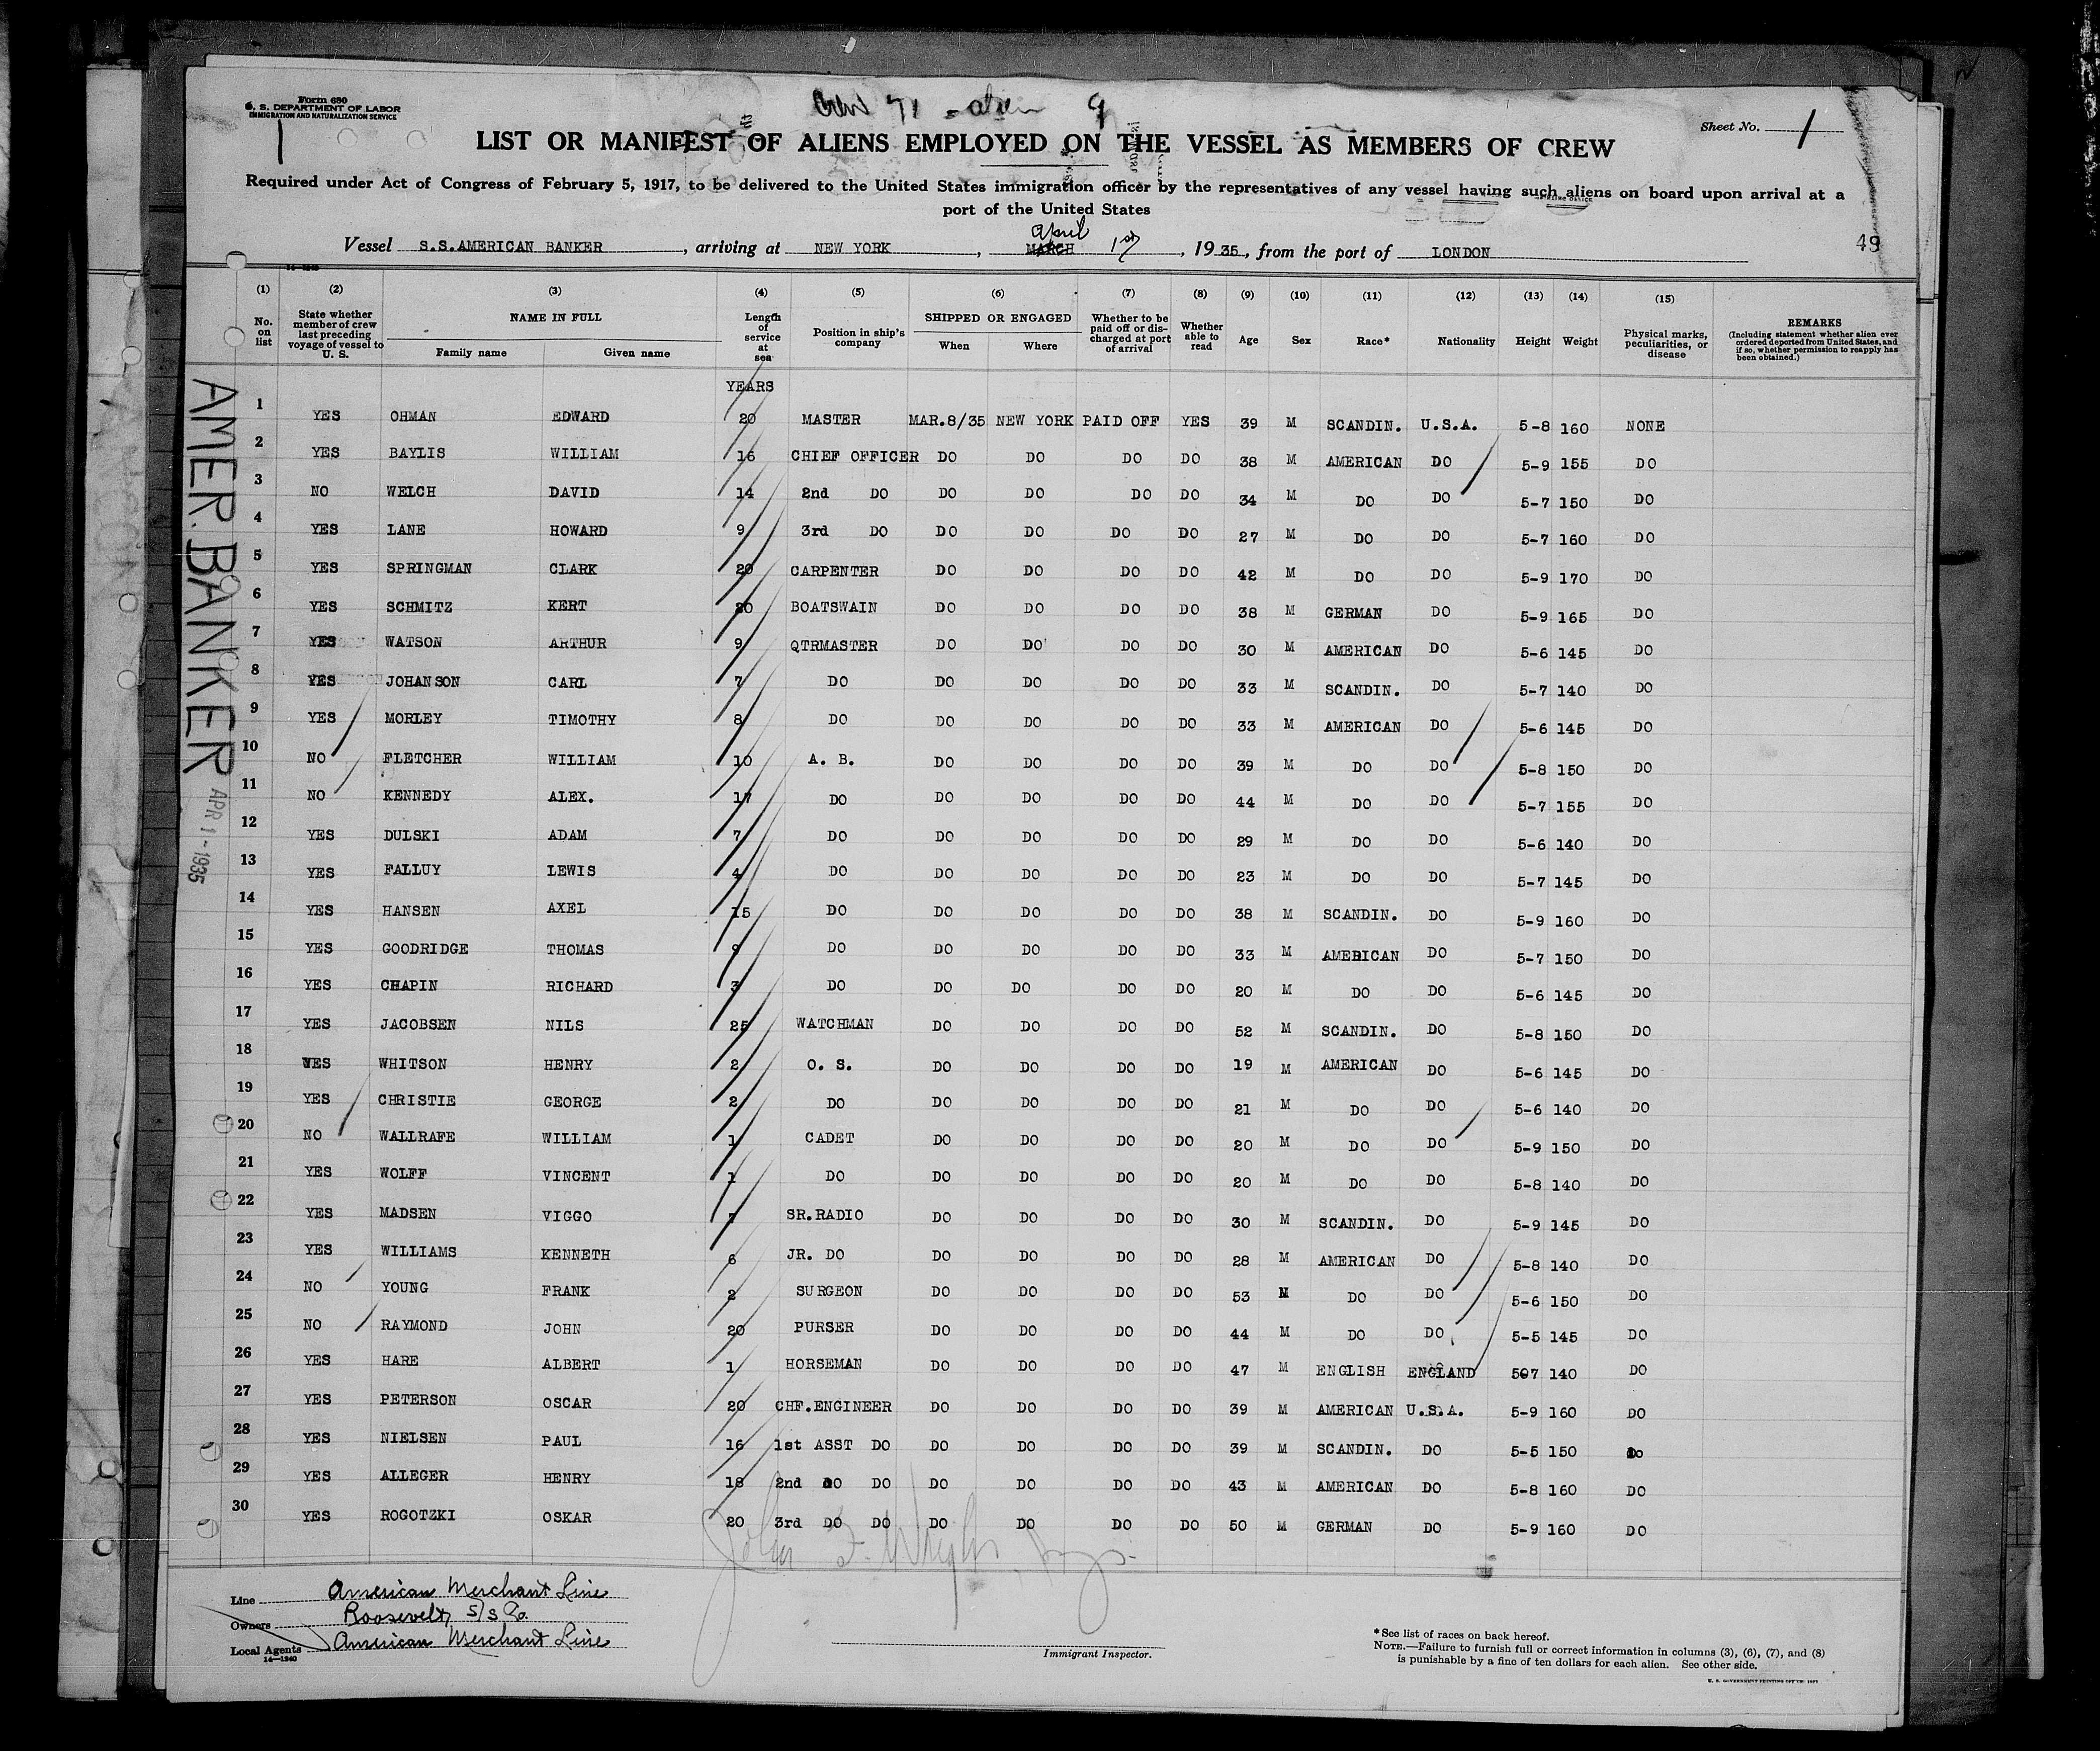 Form 680
U. S. DEPARTMENT OF LABOR
IMMIGRATION AND NATURALIZATION SERVICE
1
Crew 71 - alien 9
Sheet No. 1
LIST OR MANIFEST OF ALIENS EMPLOYED ON THE VESSEL AS MEMBERS OF CREW
Required under Act of Congress of February 5, 1917, to be delivered to the United States immigration officer by the representatives of any vessel having such aliens on board upon arrival at a
port of the United States
April
Vessel S.S.AMERICAN BANKER, arriving at NEW YORK, MARCH 1st, 1935, from the port of LONDON
49
14-1240
(1) (2) (3) (4) (5) (6) (7) (8) (9) (10) (11) (12) (13) (14) (15)
No. on list State whether member of crew last preceding voyage of vessel to U. S. NAME IN FULL Family name Given name Length of service at sea Position in ship's company SHIPPED OR ENGAGED When Where Whether to be paid off or discharged at port of arrival Whether able to read Age Sex Race* Nationality Height Weight Physical marks, peculiarities, or disease REMARKS (Including statement whether alien ever ordered deported from United States, and if so, whether permission to reapply has been obtained.)
YEARS
1 YES OHMAN EDWARD 20 MASTER MAR.8/35 NEW YORK PAID OFF YES 39 M SCANDIN. U.S.A. 5-8 160 NONE
2 YES BAYLIS WILLIAM 16 CHIEF OFFICER DO DO DO DO 38 M AMERICAN DO 5-9 155 DO
3 NO WELCH DAVID 14 2nd DO DO DO DO DO 34 M DO DO 5-7 150 DO
4 YES LANE HOWARD 9 3rd DO DO DO DO DO 27 M DO DO 5-7 160 DO
5 YES SPRINGMAN CLARK 20 CARPENTER DO DO DO DO 42 M DO DO 5-9 170 DO
6 YES SCHMITZ KERT 20 BOATSWAIN DO DO DO DO 38 M GERMAN DO 5-9 165 DO
7 YES WATSON ARTHUR 9 QTRMASTER DO DO DO DO 30 M AMERICAN DO 5-6 145 DO
8 YES JOHANSON CARL 7 DO DO DO DO DO 33 M SCANDIN. DO 5-7 140 DO
9 YES MORLEY TIMOTHY 8 DO DO DO DO DO 33 M AMERICAN DO 5-6 145 DO
10 NO FLETCHER WILLIAM 10 A. B. DO DO DO DO 39 M DO DO 5-8 150 DO
11 NO KENNEDY ALEX. 17 DO DO DO DO DO 44 M DO DO 5-7 155 DO
12 YES DULSKI ADAM 7 DO DO DO DO DO 29 M DO DO 5-6 140 DO
13 YES FALLUY LEWIS 4 DO DO DO DO DO 23 M DO DO 5-7 145 DO
14 YES HANSEN AXEL 15 DO DO DO DO DO 38 M SCANDIN. DO 5-9 160 DO
15 YES GOODRIDGE THOMAS 9 DO DO DO DO DO 33 M AMERICAN DO 5-7 150 DO
16 YES CHAPIN RICHARD 3 DO DO DO DO DO 20 M DO DO 5-6 145 DO
17 YES JACOBSEN NILS 25 WATCHMAN DO DO DO DO 52 M SCANDIN. DO 5-8 150 DO
18 YES WHITSON HENRY 2 O. S. DO DO DO DO 19 M AMERICAN DO 5-6 145 DO
19 YES CHRISTIE GEORGE 2 DO DO DO DO DO 21 M DO DO 5-6 140 DO
20 NO WALLRAFE WILLIAM 1 CADET DO DO DO DO 20 M DO DO 5-9 150 DO
21 YES WOLFF VINCENT 1 DO DO DO DO DO 20 M DO DO 5-8 140 DO
22 YES MADSEN VIGGO 7 SR.RADIO DO DO DO DO 30 M SCANDIN. DO 5-9 145 DO
23 YES WILLIAMS KENNETH 6 JR. DO DO DO DO DO 28 M AMERICAN DO 5-8 140 DO
24 NO YOUNG FRANK 2 SURGEON DO DO DO DO 53 M DO DO 5-6 150 DO
25 NO RAYMOND JOHN 20 PURSER DO DO DO DO 44 M DO DO 5-5 145 DO
26 YES HARE ALBERT 1 HORSEMAN DO DO DO DO 47 M ENGLISH ENGLAND 507 140 DO
27 YES PETERSON OSCAR 20 CHF.ENGINEER DO DO DO DO 39 M AMERICAN U.S.A. 5-9 160 DO
28 YES NIELSEN PAUL 16 1st ASST DO DO DO DO DO 39 M SCANDIN. DO 5-5 150 DO
29 YES ALLEGER HENRY 18 2nd DO DO DO DO DO DO 43 M AMERICAN DO 5-8 160 DO
30 YES ROGOTZKI OSKAR 20 3rd DO DO DO DO DO DO 50 M GERMAN DO 5-9 160 DO
AMER. BANKER
APR 1-1935
John F. Wright
Line American Merchant Line
Owners Roosevelt S/S Co.
Local Agents American Merchant Line
14-1240
Immigrant Inspector.
*See list of races on back hereof.
NOTE.—Failure to furnish full or correct information in columns (3), (6), (7), and (8)
is punishable by a fine of ten dollars for each alien. See other side.